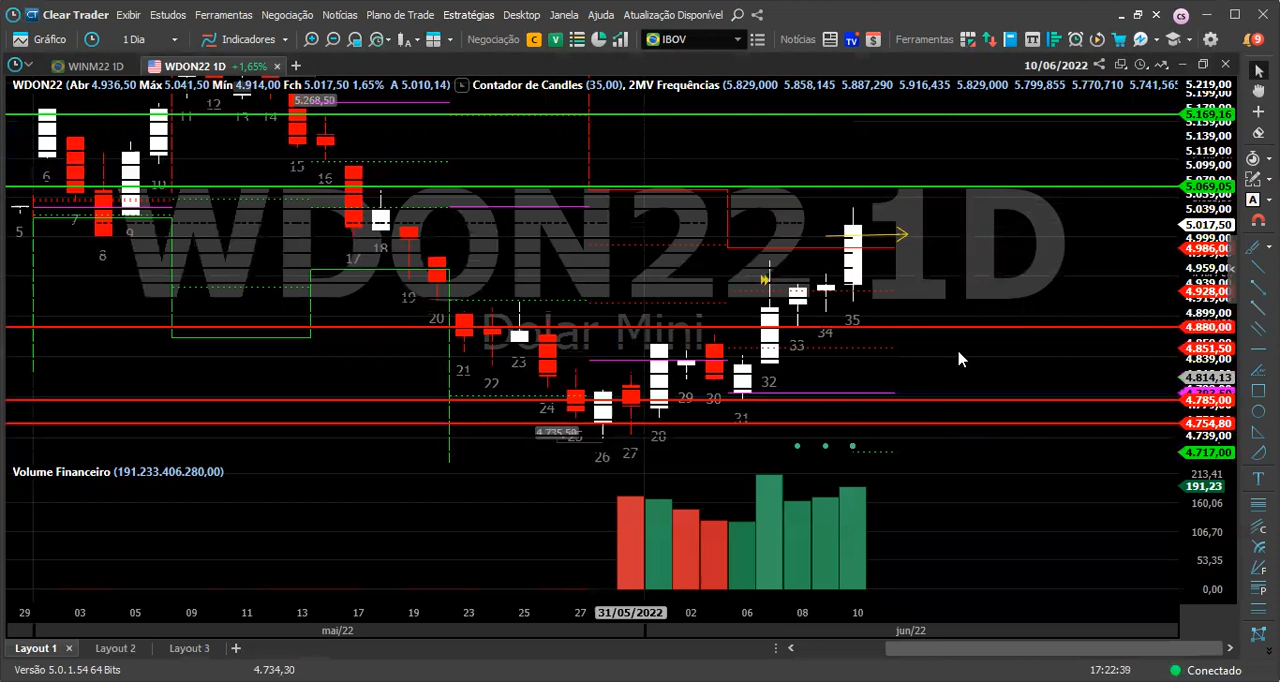 Clear Trader Exibir Estudos Ferramentas Negociação Notícias Plano de Trade Estratégias Desktop Janela Ajuda Atualização Disponível CS
Gráfico 1 Dia Indicadores Negociação C V IBOV Notícias TV $ Ferramentas 9
WINM22 1D WDON22 1D +1,65% 10/06/2022
WDON22 (Abr 4.936,50 Máx 5.041,50 Mín 4.914,00 Fch 5.017,50 1,65% A 5.010,14) Contador de Candles (35,00), 2MV Frequências (5.829,000 5.858,145 5.887,290 5.916,435 5.829,000 5.799,855 5.770,710 5.741,565
WDON22 1D
Dolar Mini
5.268,50
4.735,50
5 6 7 8 9 10 11 12 13 14 15 16 17 18 19 20 21 22 23 24 25 26 27 28 29 30 31 32 33 34 35
5.219,00
5.199,00
5.169,16
5.159,00
5.139,00
5.119,00
5.099,00
5.069,05
5.039,00
5.017,50
4.999,00
4.986,00
4.959,00
4.928,00
4.899,00
4.880,00
4.851,50
4.839,00
4.814,13
4.785,00
4.754,80
4.739,00
4.717,00
Volume Financeiro (191.233.406.280,00)
213,41
191,23
160,06
106,70
53,35
0,00
29 03 05 09 11 13 17 19 23 25 27 31/05/2022 02 06 08 10
mai/22 jun/22
Layout 1 Layout 2 Layout 3
Versão 5.0.1.54 64 Bits 4.734,30 17:22:39 Conectado